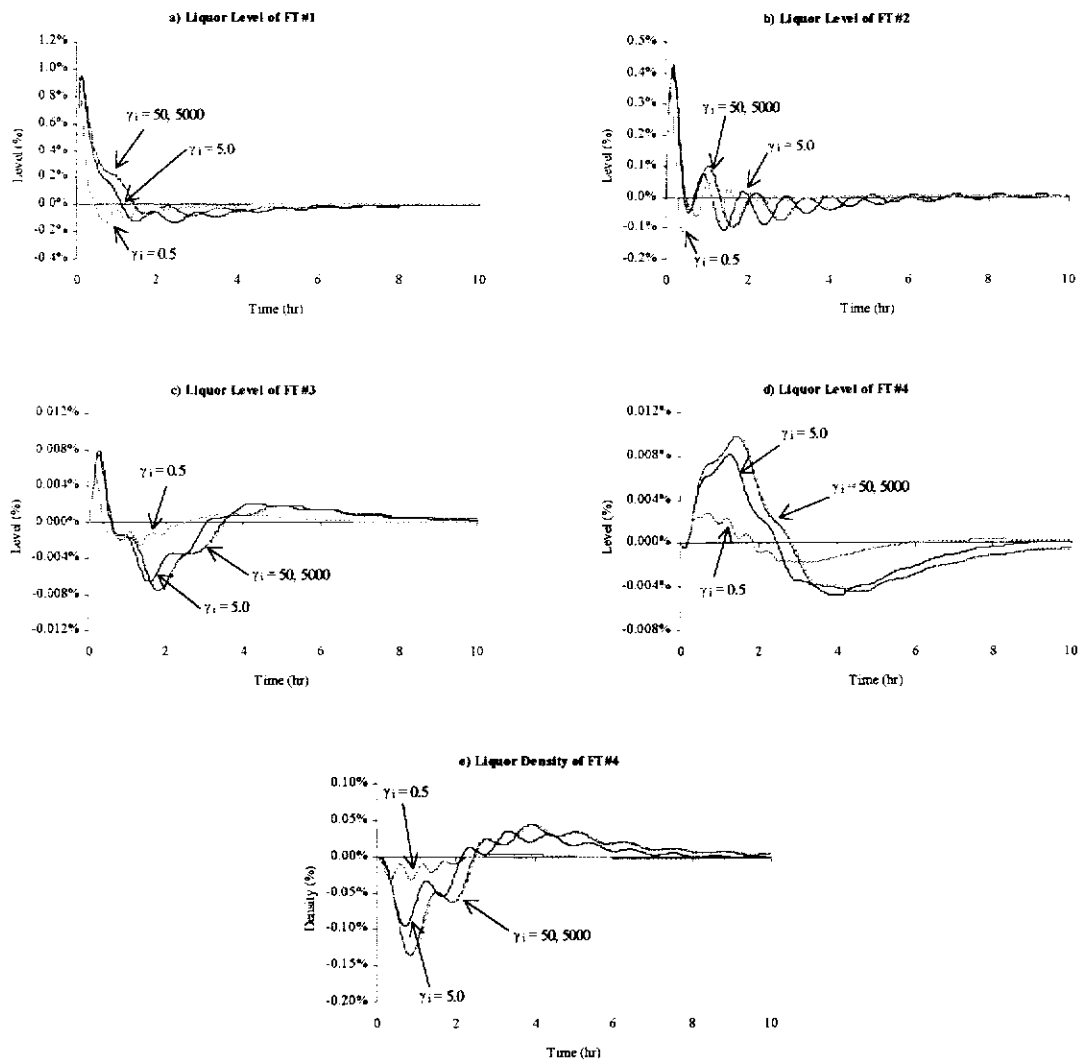 a) Liquor Level of FT#1
1.2%
1.0%
0.8%
0.6%
0.4%
0.2%
0.0%
-0.2%
-0.4%
Level (%)
γi = 50, 5000
γi = 5.0
γi = 0.5
0 2 4 6 8 10
Time (hr)
b) Liquor Level of FT#2
0.5%
0.4%
0.3%
0.2%
0.1%
0.0%
-0.1%
-0.2%
Level (%)
γi = 50, 5000
γi = 5.0
γi = 0.5
0 2 4 6 8 10
Time (hr)
c) Liquor Level of FT#3
0.012%
0.008%
0.004%
0.000%
-0.004%
-0.008%
-0.012%
Level (%)
γi = 0.5
γi = 50, 5000
γi = 5.0
0 2 4 6 8 10
Time (hr)
d) Liquor Level of FT#4
0.012%
0.008%
0.004%
0.000%
-0.004%
-0.008%
Level (%)
γi = 5.0
γi = 50, 5000
γi = 0.5
0 2 4 6 8 10
Time (hr)
e) Liquor Density of FT#4
0.10%
0.05%
0.00%
-0.05%
-0.10%
-0.15%
-0.20%
Density (%)
γi = 0.5
γi = 50, 5000
γi = 5.0
0 2 4 6 8 10
Time (hr)